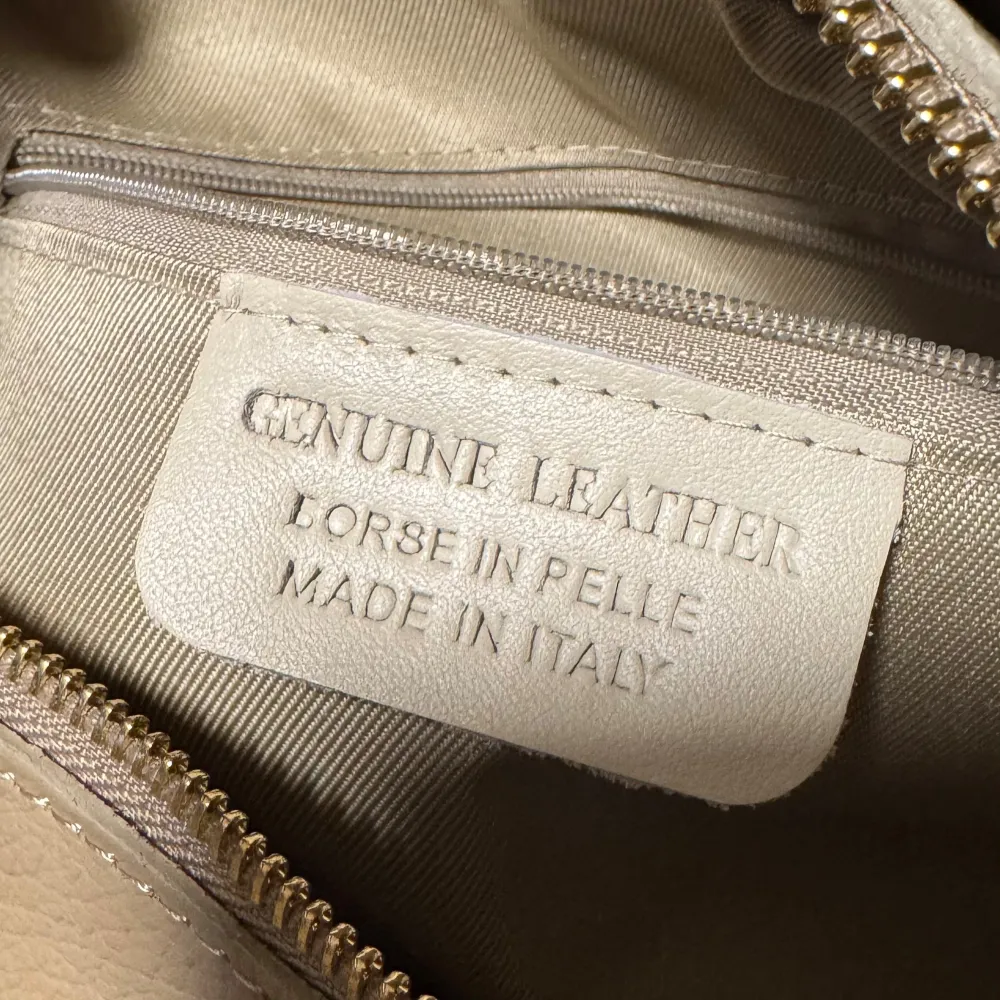 GENUINE LEATHER
BORSE IN PELLE
MADE IN ITALY